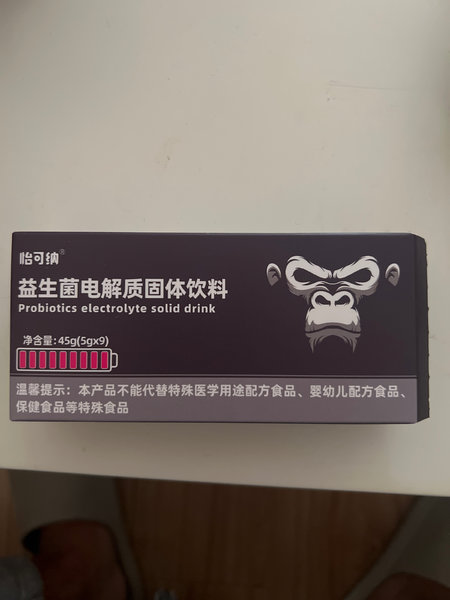 怡可纳®
益生菌电解质固体饮料
Probiotics electrolyte solid drink
净含量:45g(5gx9)
温馨提示：本产品不能代替特殊医学用途配方食品、婴幼儿配方食品、
保健食品等特殊食品